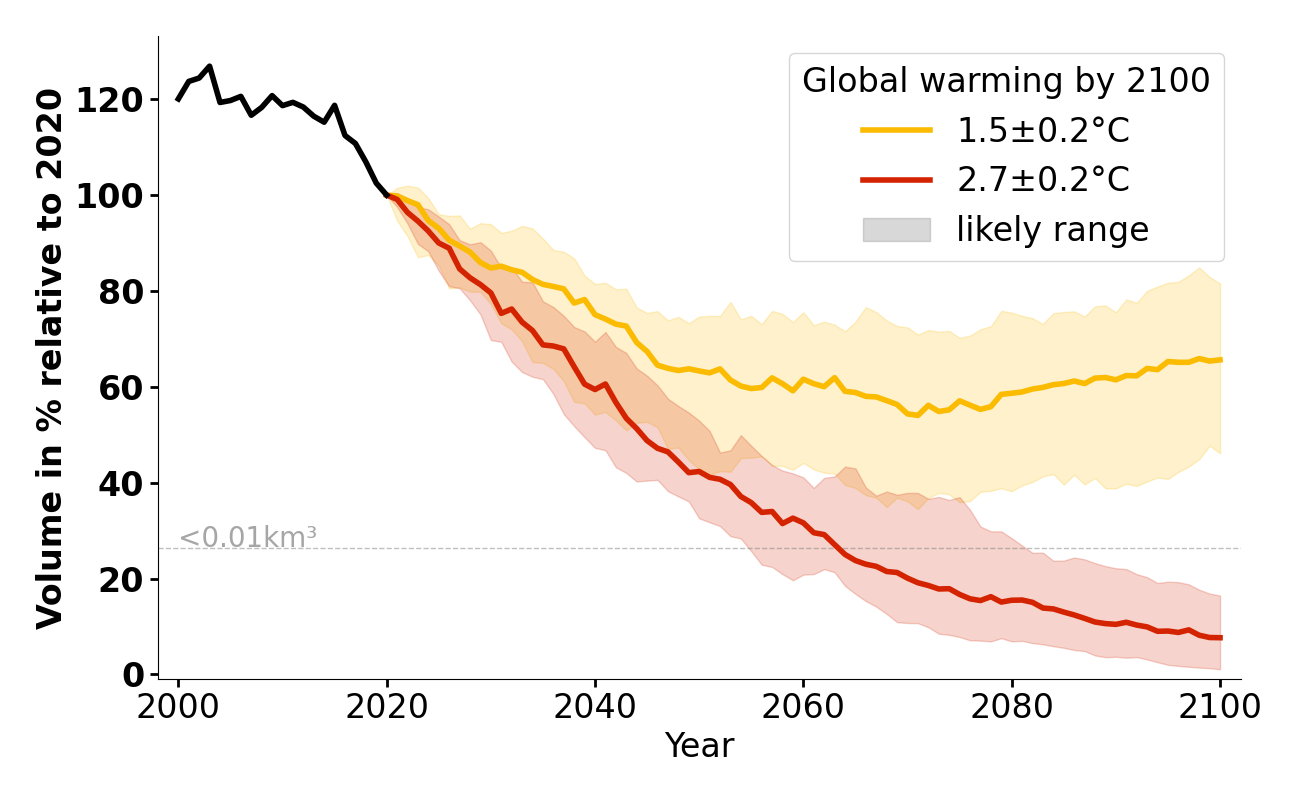 Volume in % relative to 2020
120
100
80
60
40
20
0
<0.01km³
Global warming by 2100
1.5±0.2°C
2.7±0.2°C
likely range
2000 2020 2040 2060 2080 2100
Year